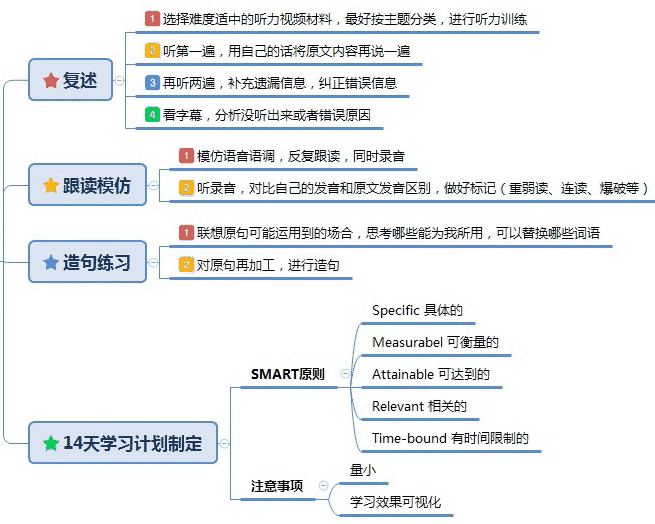 复述
1 选择难度适中的听力视频材料，最好按主题分类，进行听力训练
2 听第一遍，用自己的话将原文内容再说一遍
3 再听两遍，补充遗漏信息，纠正错误信息
4 看字幕，分析没听出来或者错误原因
跟读模仿
1 模仿语音语调，反复跟读，同时录音
2 听录音，对比自己的发音和原文发音区别，做好标记（重弱读、连读、爆破等）
造句练习
1 联想原句可能运用到的场合，思考哪些能为我所用，可以替换哪些词语
2 对原句再加工，进行造句
14天学习计划制定
SMART原则
Specific 具体的
Measurabel 可衡量的
Attainable 可达到的
Relevant 相关的
Time-bound 有时间限制的
注意事项
量小
学习效果可视化